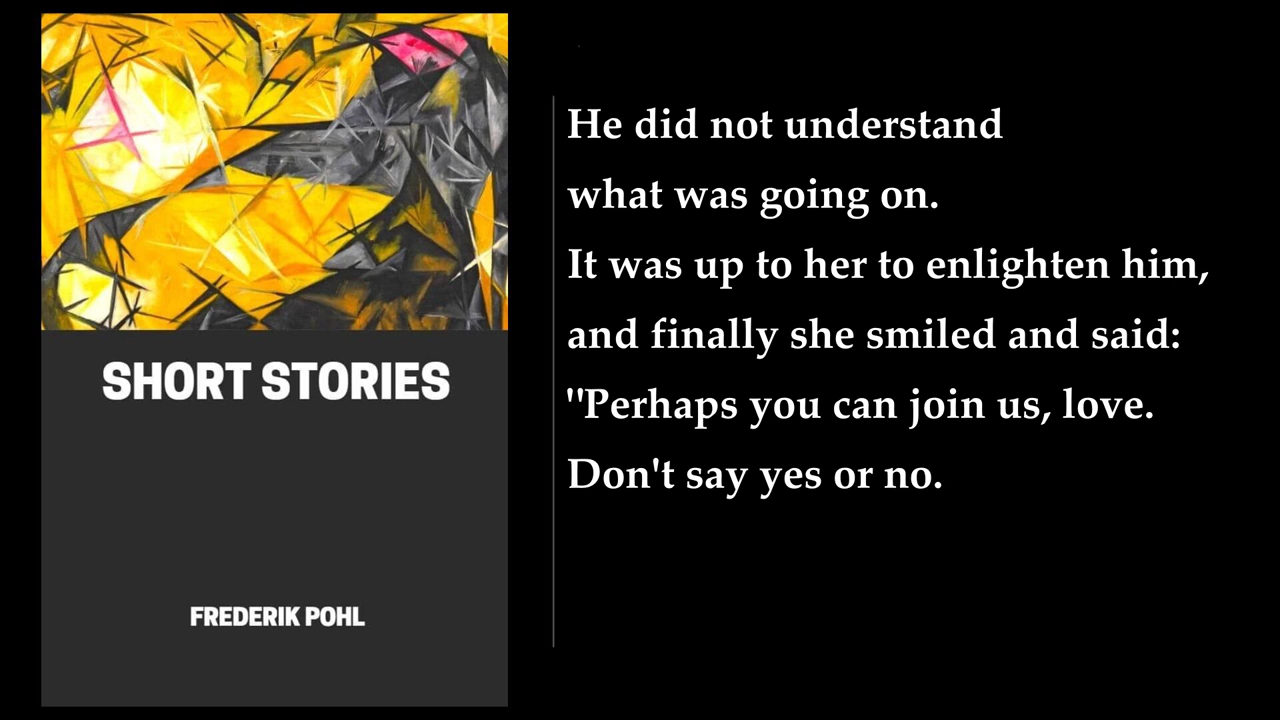 SHORT STORIES
FREDERIK POHL
He did not understand
what was going on.
It was up to her to enlighten him,
and finally she smiled and said:
"Perhaps you can join us, love.
Don't say yes or no.